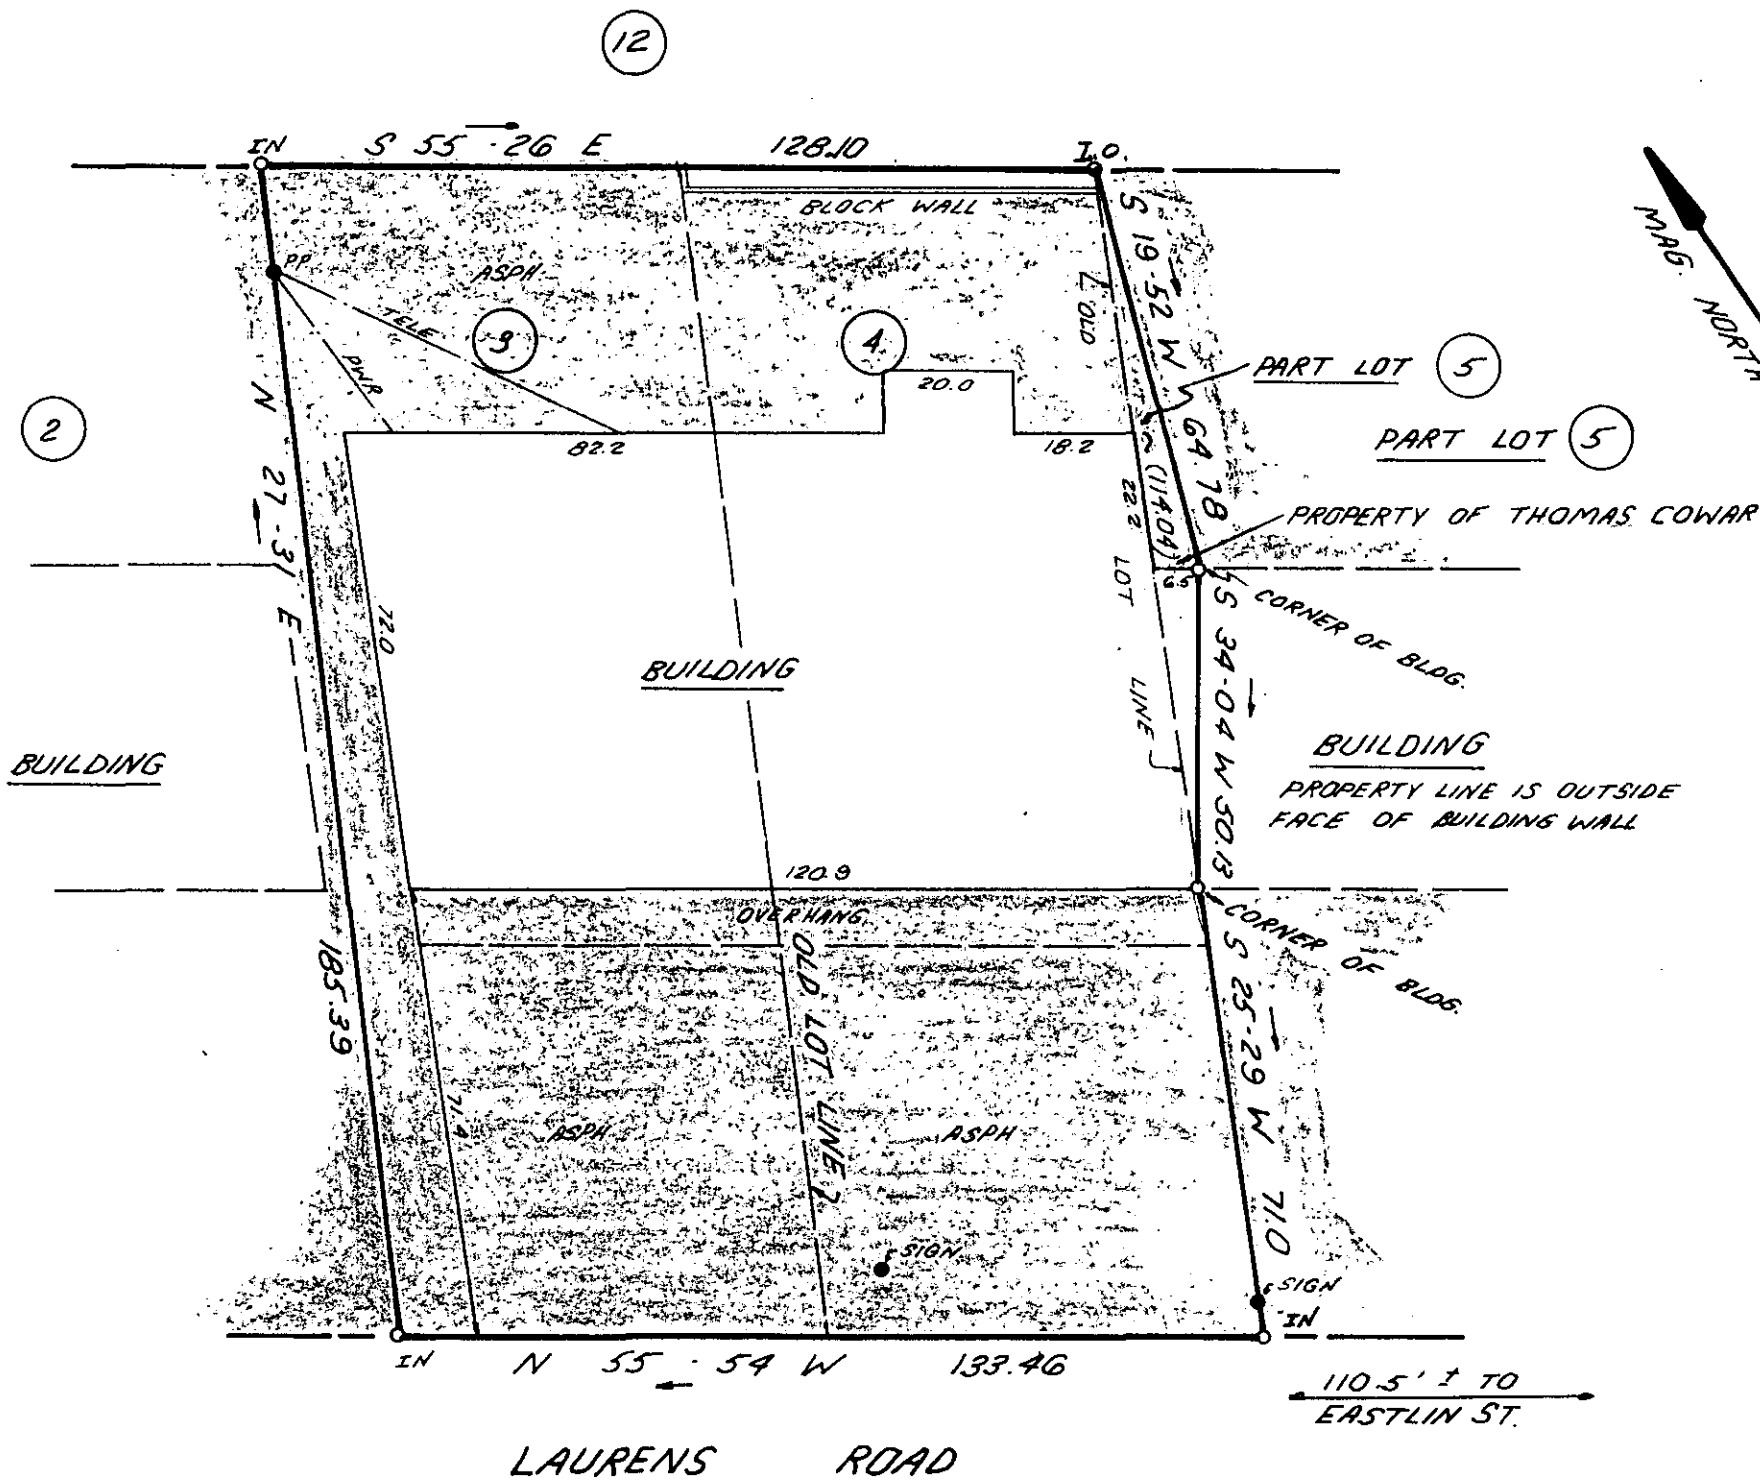 12
IN S 55-26 E 128.10 I.O.
BLOCK WALL
PP
ASPH
TELE
PWR
3
4
20.0
82.2
18.2
2
N 27-31 E 185.39
72.0
71.4
S 19-52 W 64.78
(114.04)
OLD LOT LINE
22.2
6.5
PART LOT 5
PART LOT 5
MAG NORTH
PROPERTY OF THOMAS COWAR
CORNER OF BLDG.
S 34-04 W 50.13
BUILDING
BUILDING
BUILDING
PROPERTY LINE IS OUTSIDE
FACE OF BUILDING WALL
120.9
OVERHANG
CORNER OF BLDG.
OLD LOT LINE
S 25-29 W 71.0
ASPH
ASPH
SIGN
SIGN
IN
IN N 55-54 W 133.46
110.5' ± TO
EASTLIN ST.
LAURENS ROAD